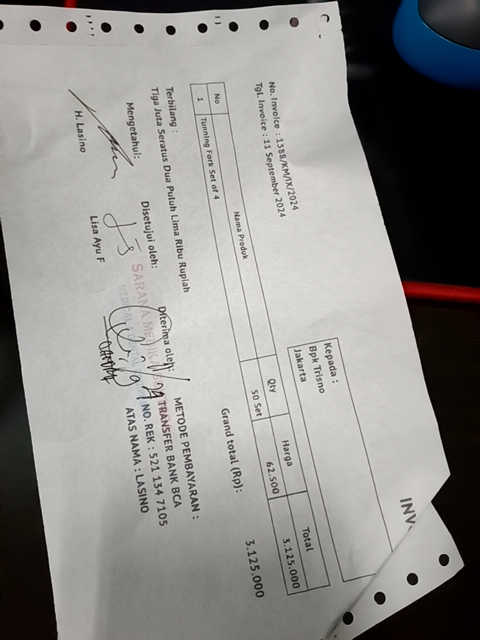 INV
No. Invoice : 1388/KM/IX/2024
Tgl. Invoice : 11 September 2024
Kepada :
Bpk Trisno
Jakarta
No Nama Produk Qty Harga Total
1 Tunning Fork Set of 4 50 Set 62.500 3.125.000
Grand total (Rp): 3.125.000
Terbilang :
Tiga Juta Seratus Dua Puluh Lima Ribu Rupiah
METODE PEMBAYARAN :
TRANSFER BANK BCA
NO. REK : 521 134 7105
ATAS NAMA : LASINO
Mengetahui: Disetujui oleh: Diterima oleh:
SARANA
H. Lasino Lisa Ayu F